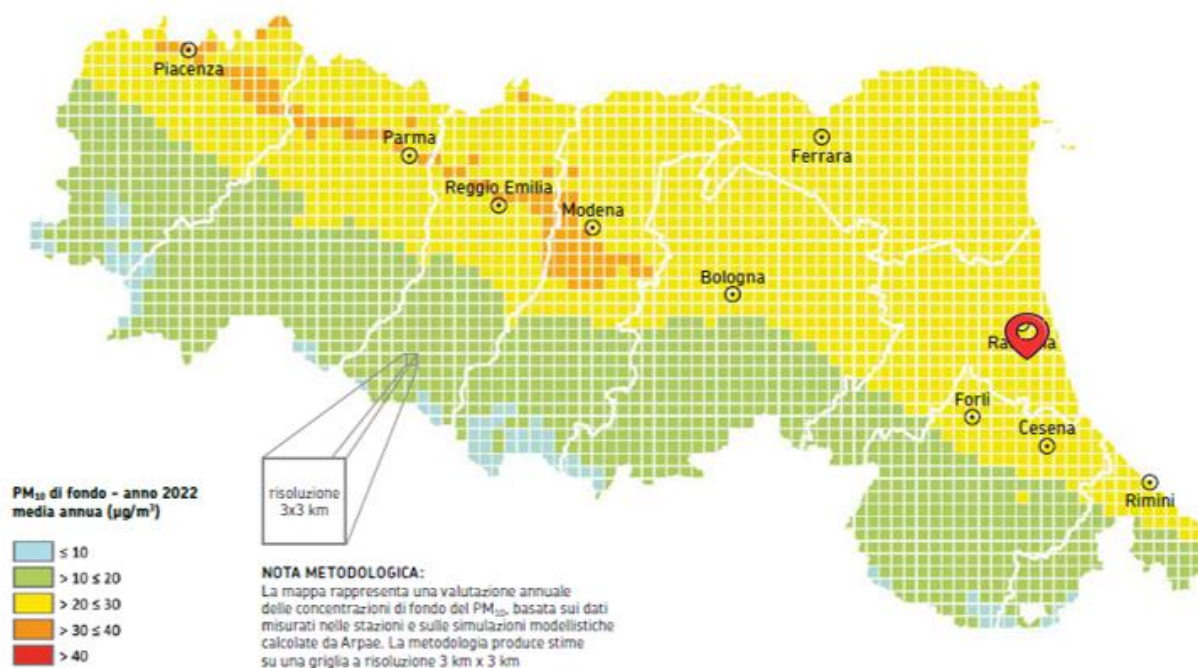 Piacenza
Parma
Ferrara
Reggio Emilia
Modena
Bologna
Forlì
Cesena
Rimini
risoluzione
3x3 km
PM₁₀ di fondo - anno 2022
media annua (µg/m³)
≤ 10
> 10 ≤ 20
> 20 ≤ 30
> 30 ≤ 40
> 40
NOTA METODOLOGICA:
La mappa rappresenta una valutazione annuale
delle concentrazioni di fondo del PM₁₀, basata sui dati
misurati nelle stazioni e sulle simulazioni modellistiche
calcolate da Arpae. La metodologia produce stime
su una griglia a risoluzione 3 km x 3 km